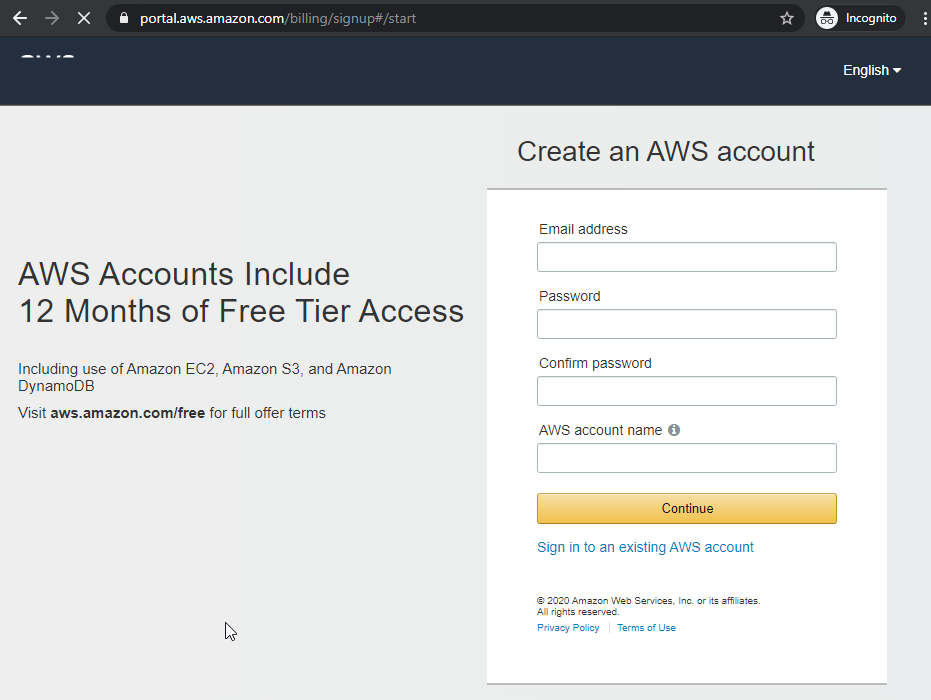 portal.aws.amazon.com/billing/signup#/start
Incognito
English
Create an AWS account
AWS Accounts Include
12 Months of Free Tier Access
Including use of Amazon EC2, Amazon S3, and Amazon
DynamoDB
Visit aws.amazon.com/free for full offer terms
Email address
Password
Confirm password
AWS account name
Continue
Sign in to an existing AWS account
© 2020 Amazon Web Services, Inc. or its affiliates.
All rights reserved.
Privacy Policy
Terms of Use